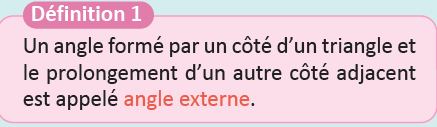 Définition 1
Un angle formé par un côté d'un triangle et
le prolongement d'un autre côté adjacent
est appelé angle externe.